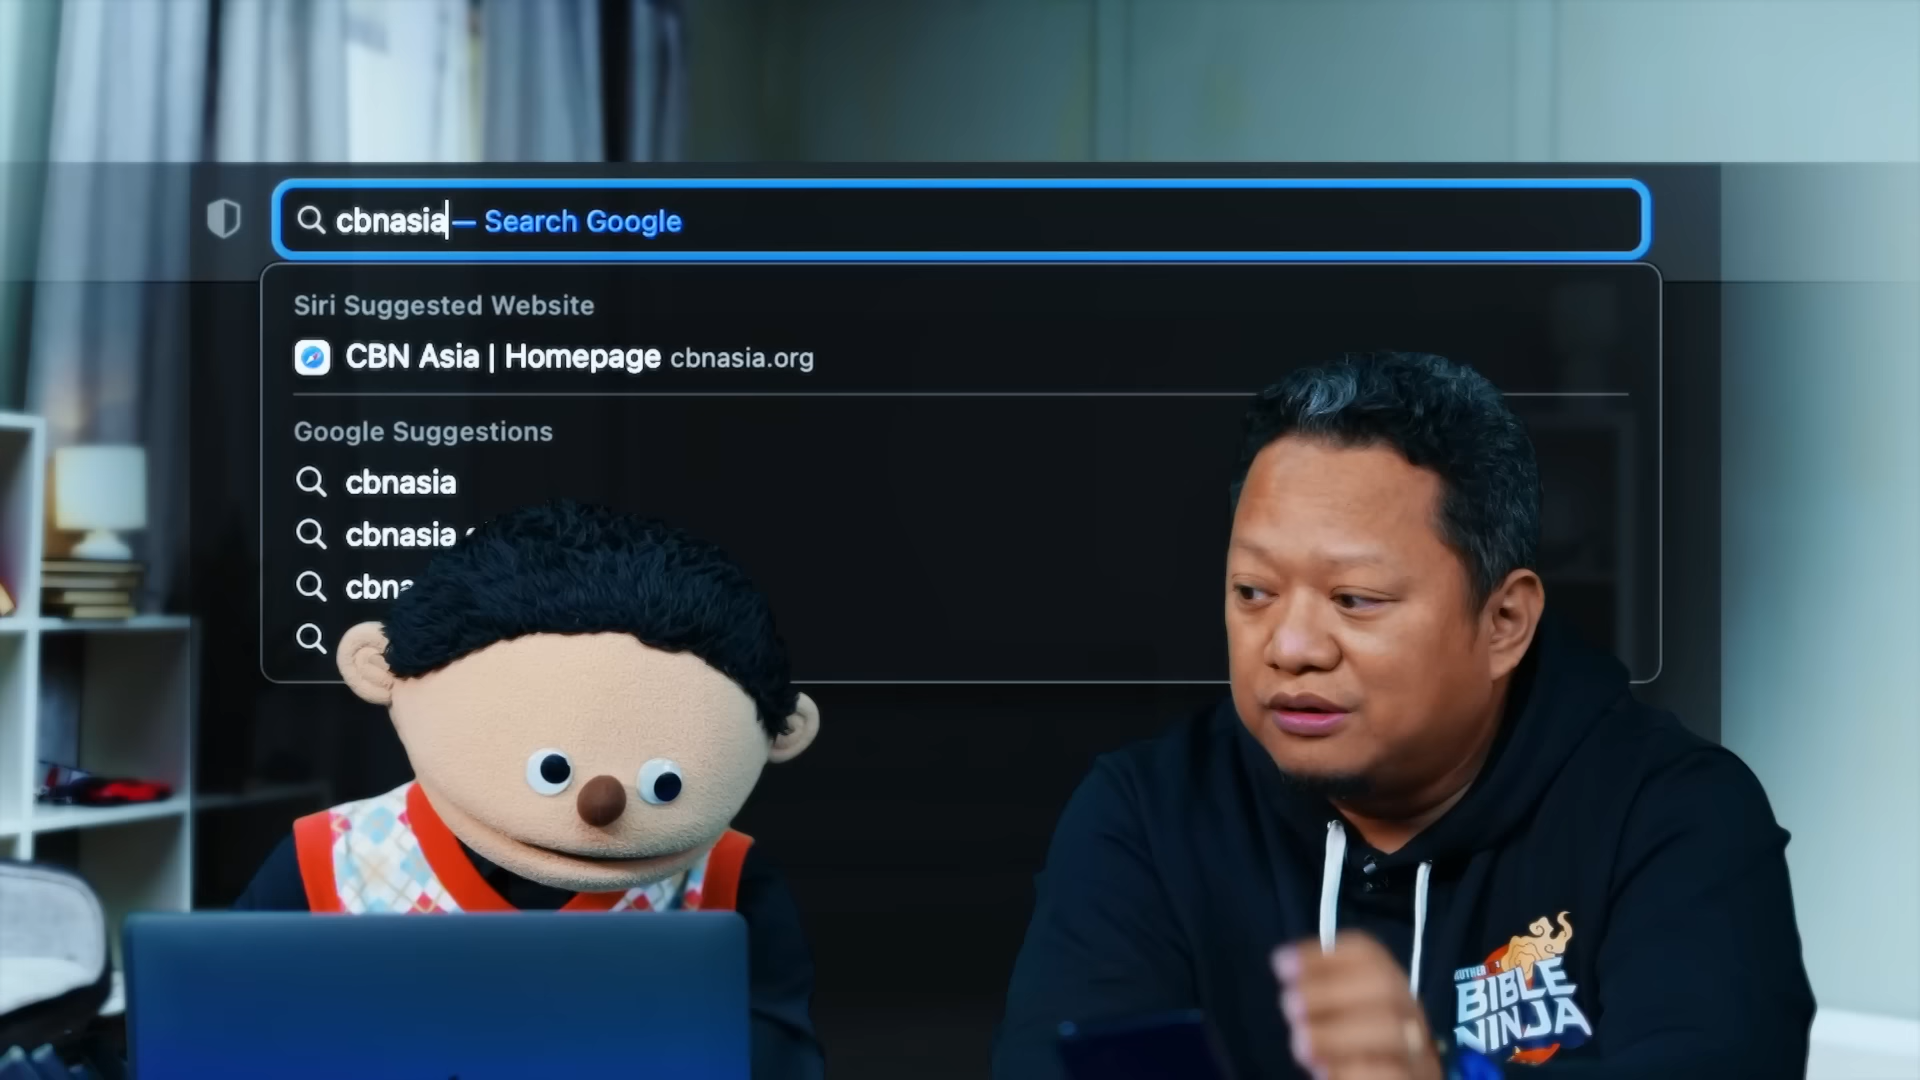 cbnasia — Search Google
Siri Suggested Website
CBN Asia | Homepage cbnasia.org
Google Suggestions
cbnasia
cbnasia
BIBLE
NINJA